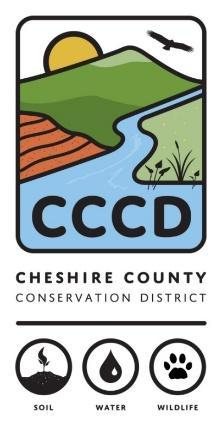 CCCD
CHESHIRE COUNTY
CONSERVATION DISTRICT
SOIL WATER WILDLIFE